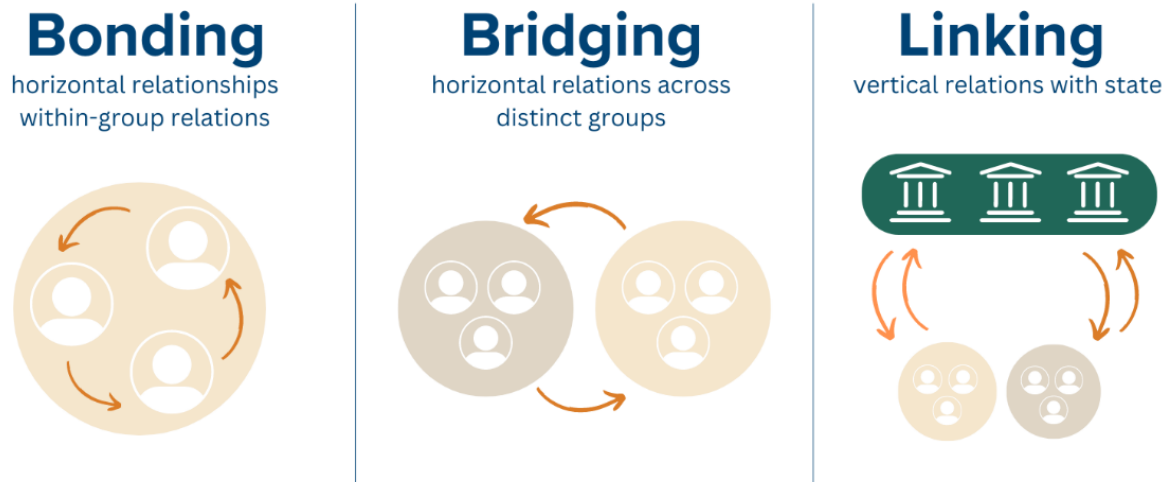 Bonding
horizontal relationships
within-group relations
Bridging
horizontal relations across
distinct groups
Linking
vertical relations with state